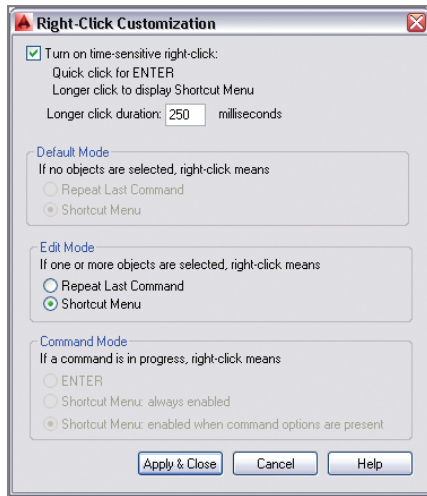 Right-Click Customization
Turn on time-sensitive right-click:
Quick click for ENTER
Longer click to display Shortcut Menu
Longer click duration: 250 milliseconds
Default Mode
If no objects are selected, right-click means
Repeat Last Command
Shortcut Menu
Edit Mode
If one or more objects are selected, right-click means
Repeat Last Command
Shortcut Menu
Command Mode
If a command is in progress, right-click means
ENTER
Shortcut Menu: always enabled
Shortcut Menu: enabled when command options are present
Apply & Close Cancel Help